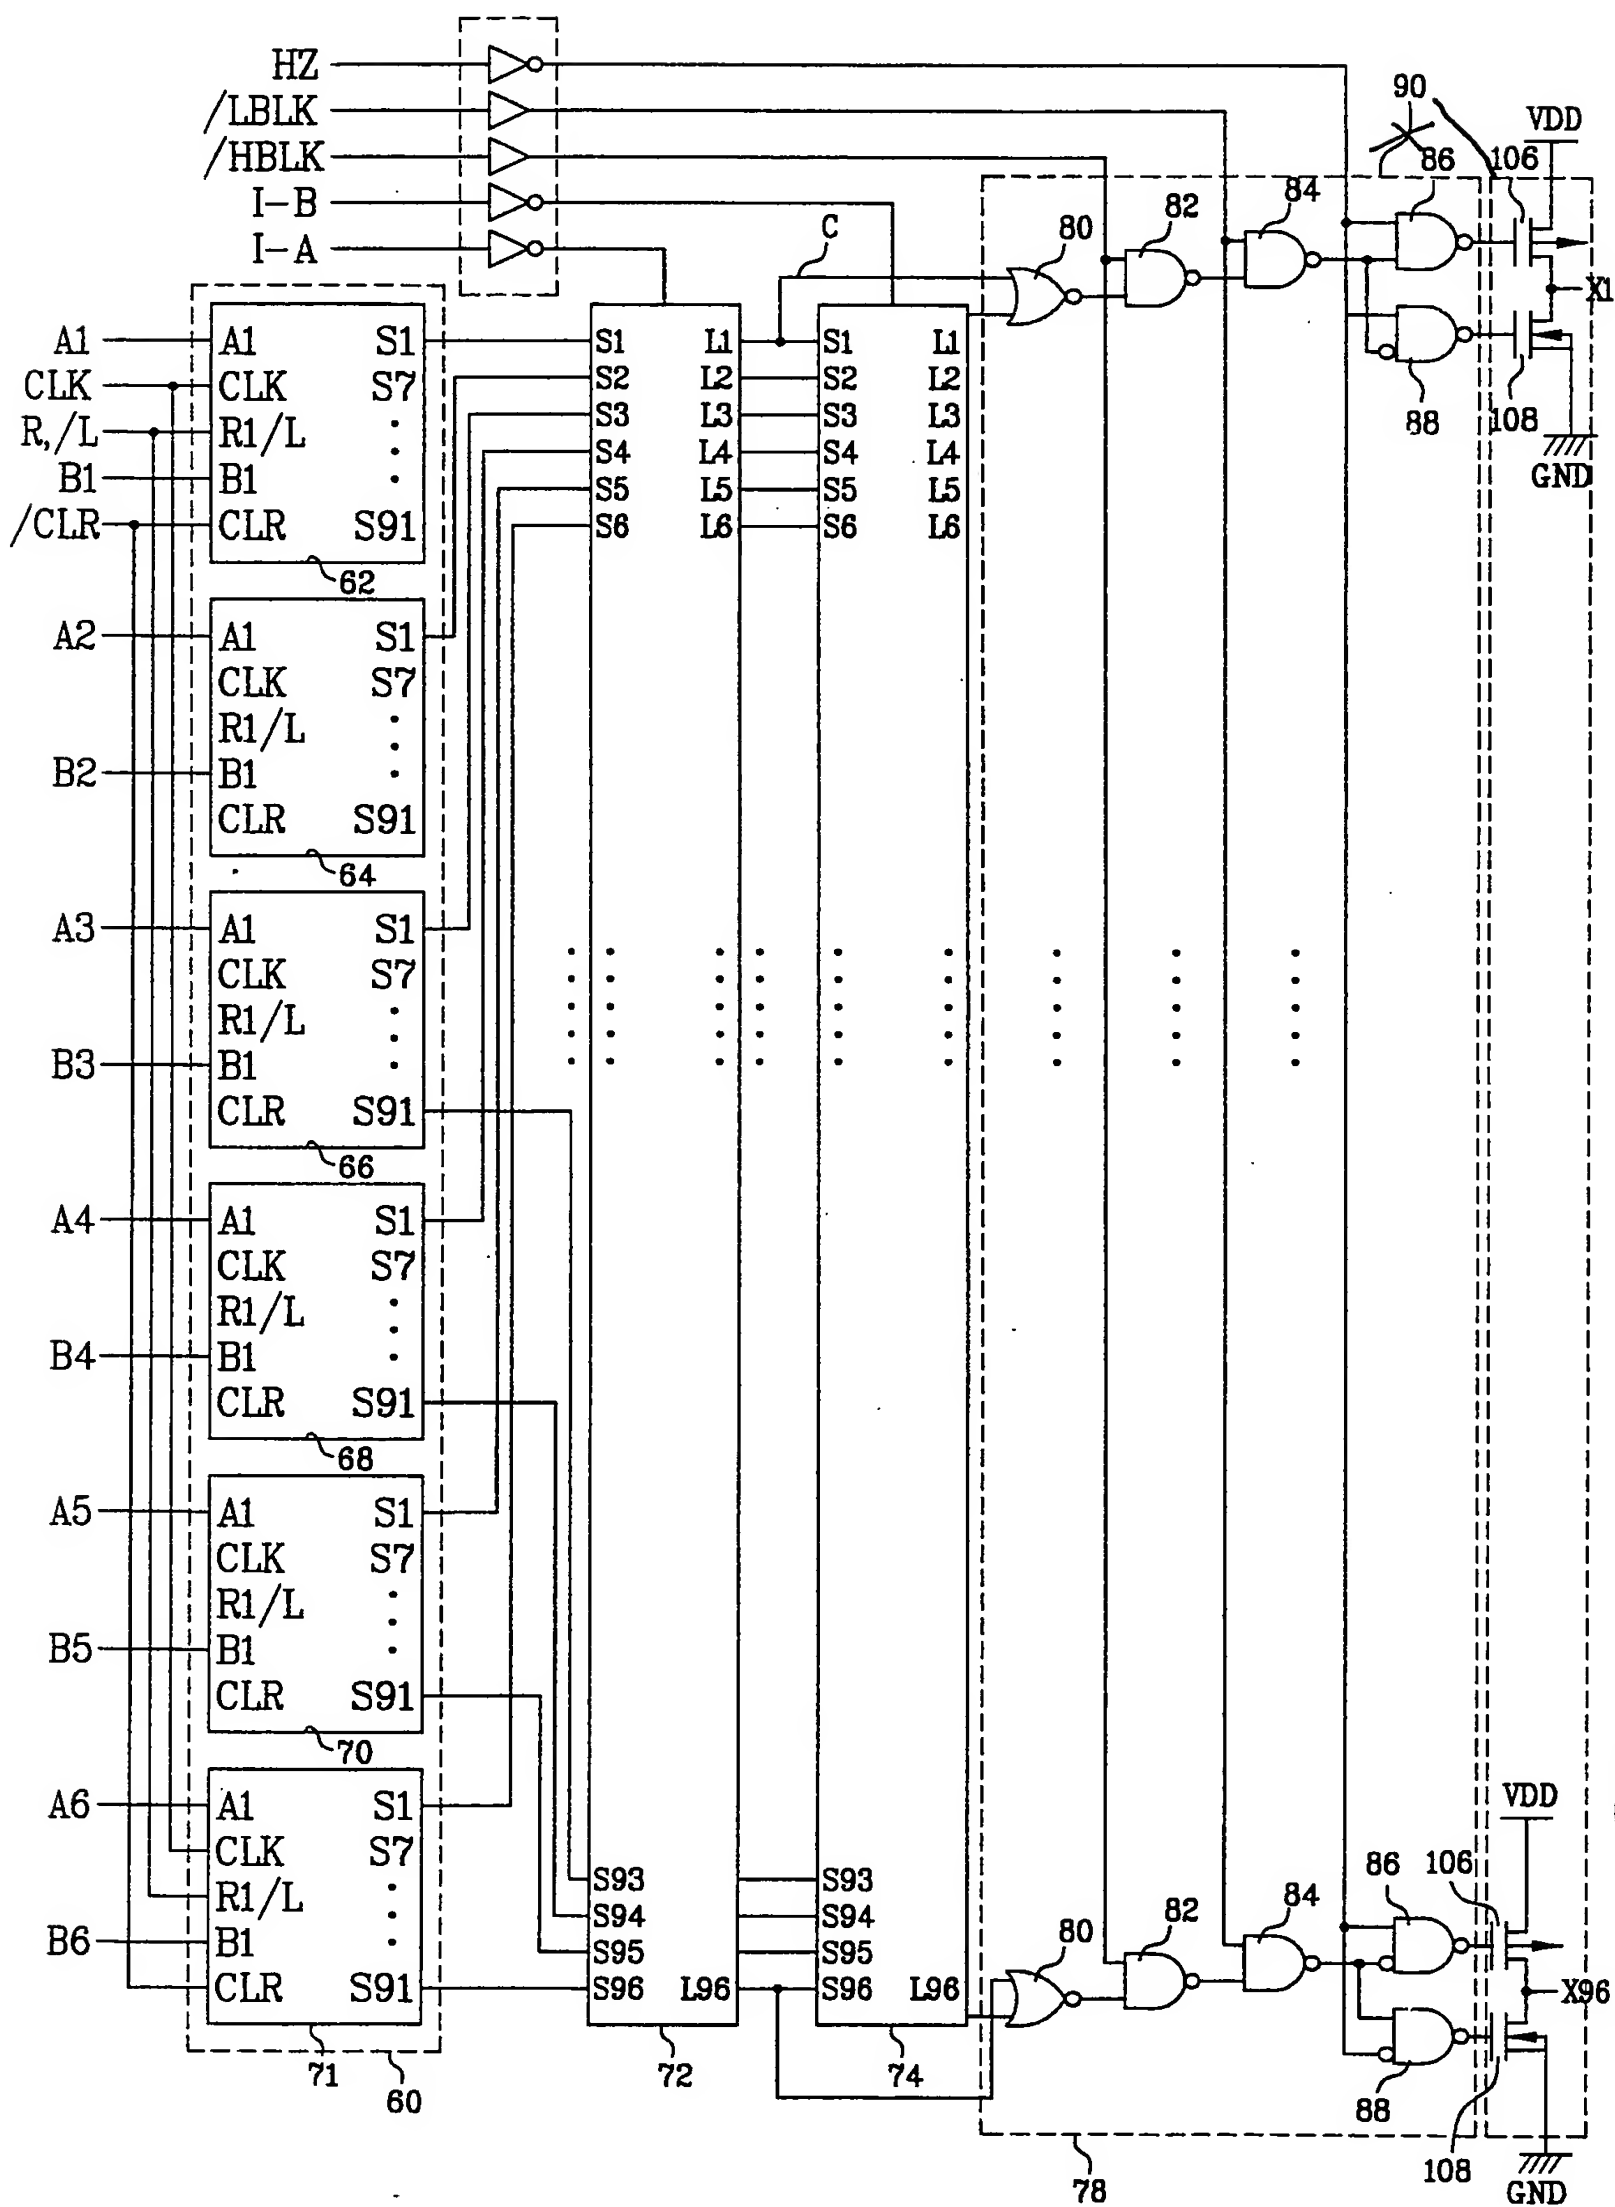 HZ
/LBLK
/HBLK
I-B
I-A
90
VDD
86
106
84
82
80
C
X1
88
108
GND
A1
CLK
R,/L
B1
/CLR
A1 S1
CLK S7
R1/L
B1
CLR S91
62
S1 L1 S1 L1
S2 L2 S2 L2
S3 L3 S3 L3
S4 L4 S4 L4
S5 L5 S5 L5
S6 L6 S6 L6
A2
B2
A1 S1
CLK S7
R1/L
B1
CLR S91
64
A3
B3
A1 S1
CLK S7
R1/L
B1
CLR S91
66
A4
B4
A1 S1
CLK S7
R1/L
B1
CLR S91
68
A5
B5
A1 S1
CLK S7
R1/L
B1
CLR S91
70
A6
B6
A1 S1
CLK S7
R1/L
B1
CLR S91
71
60
S93 S93
S94 S94
S95 S95
S96 L96 S96 L96
72
74
VDD
86
106
84
82
80
X96
88
108
78
GND